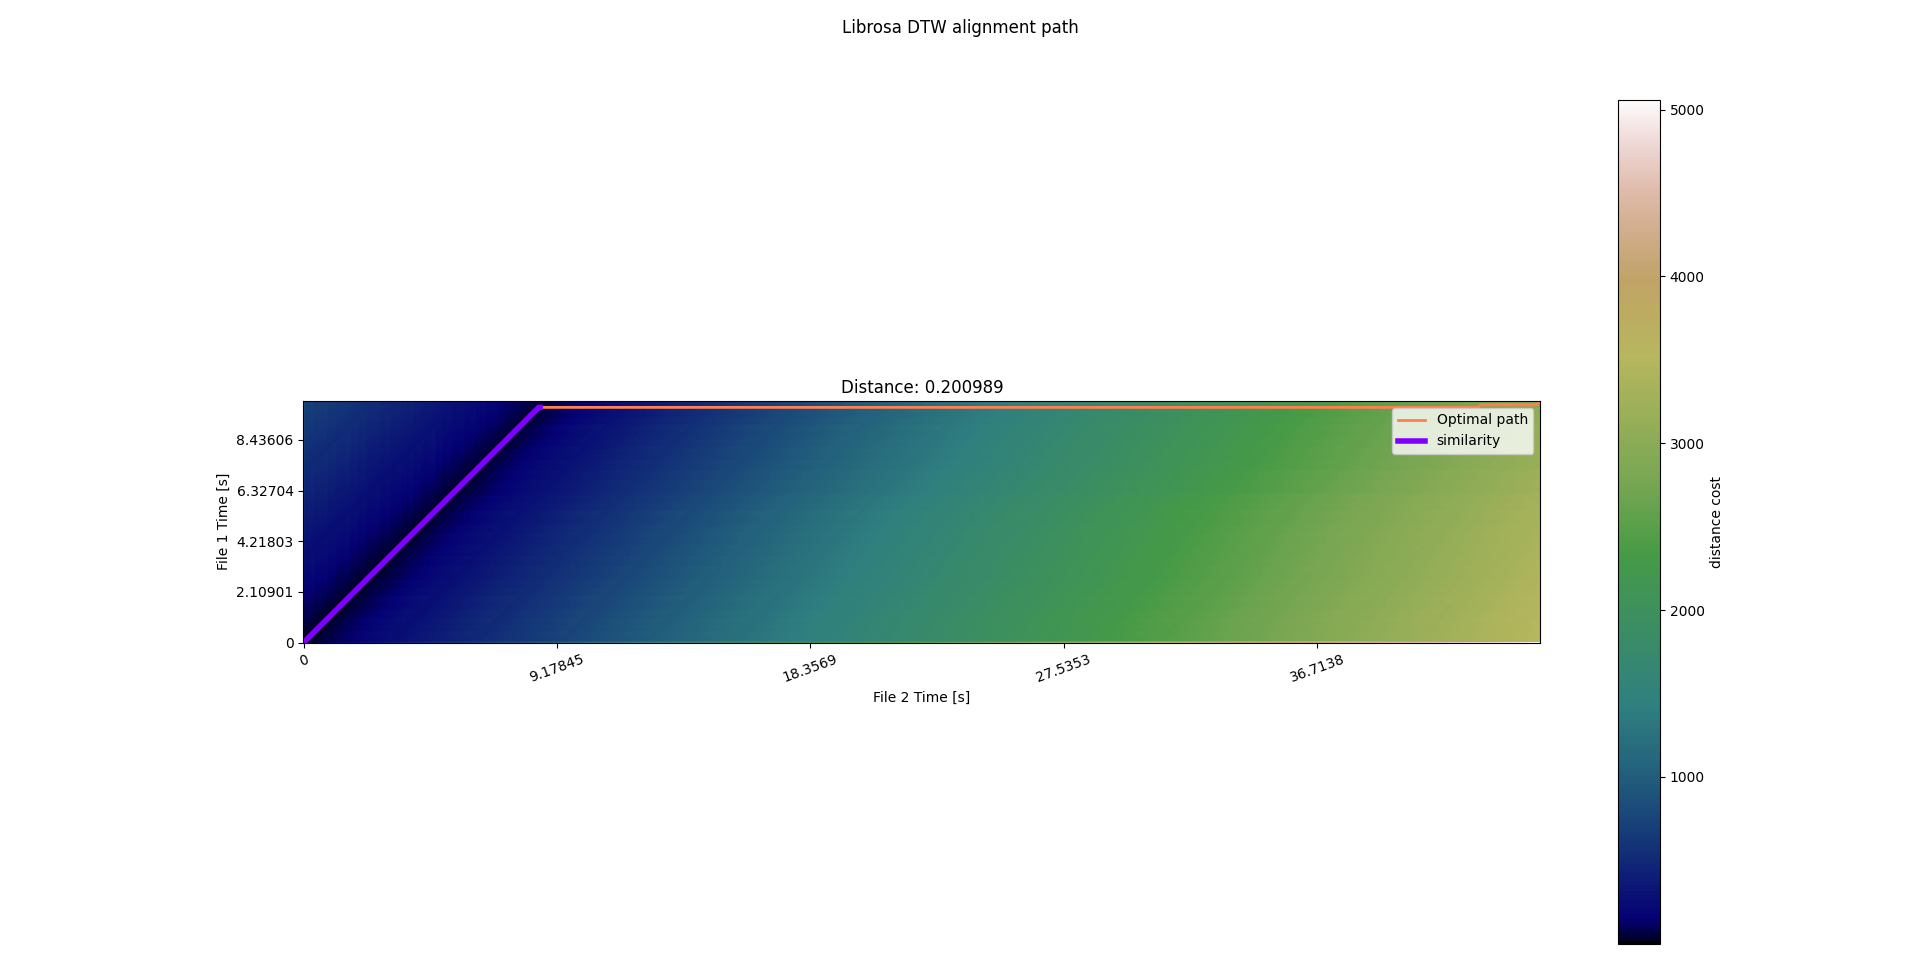 Librosa DTW alignment path
Distance: 0.200989
Optimal path
similarity
File 1 Time [s]
8.43606
6.32704
4.21803
2.10901
0
0
9.17845
18.3569
27.5353
36.7138
File 2 Time [s]
5000
4000
3000
2000
1000
distance cost